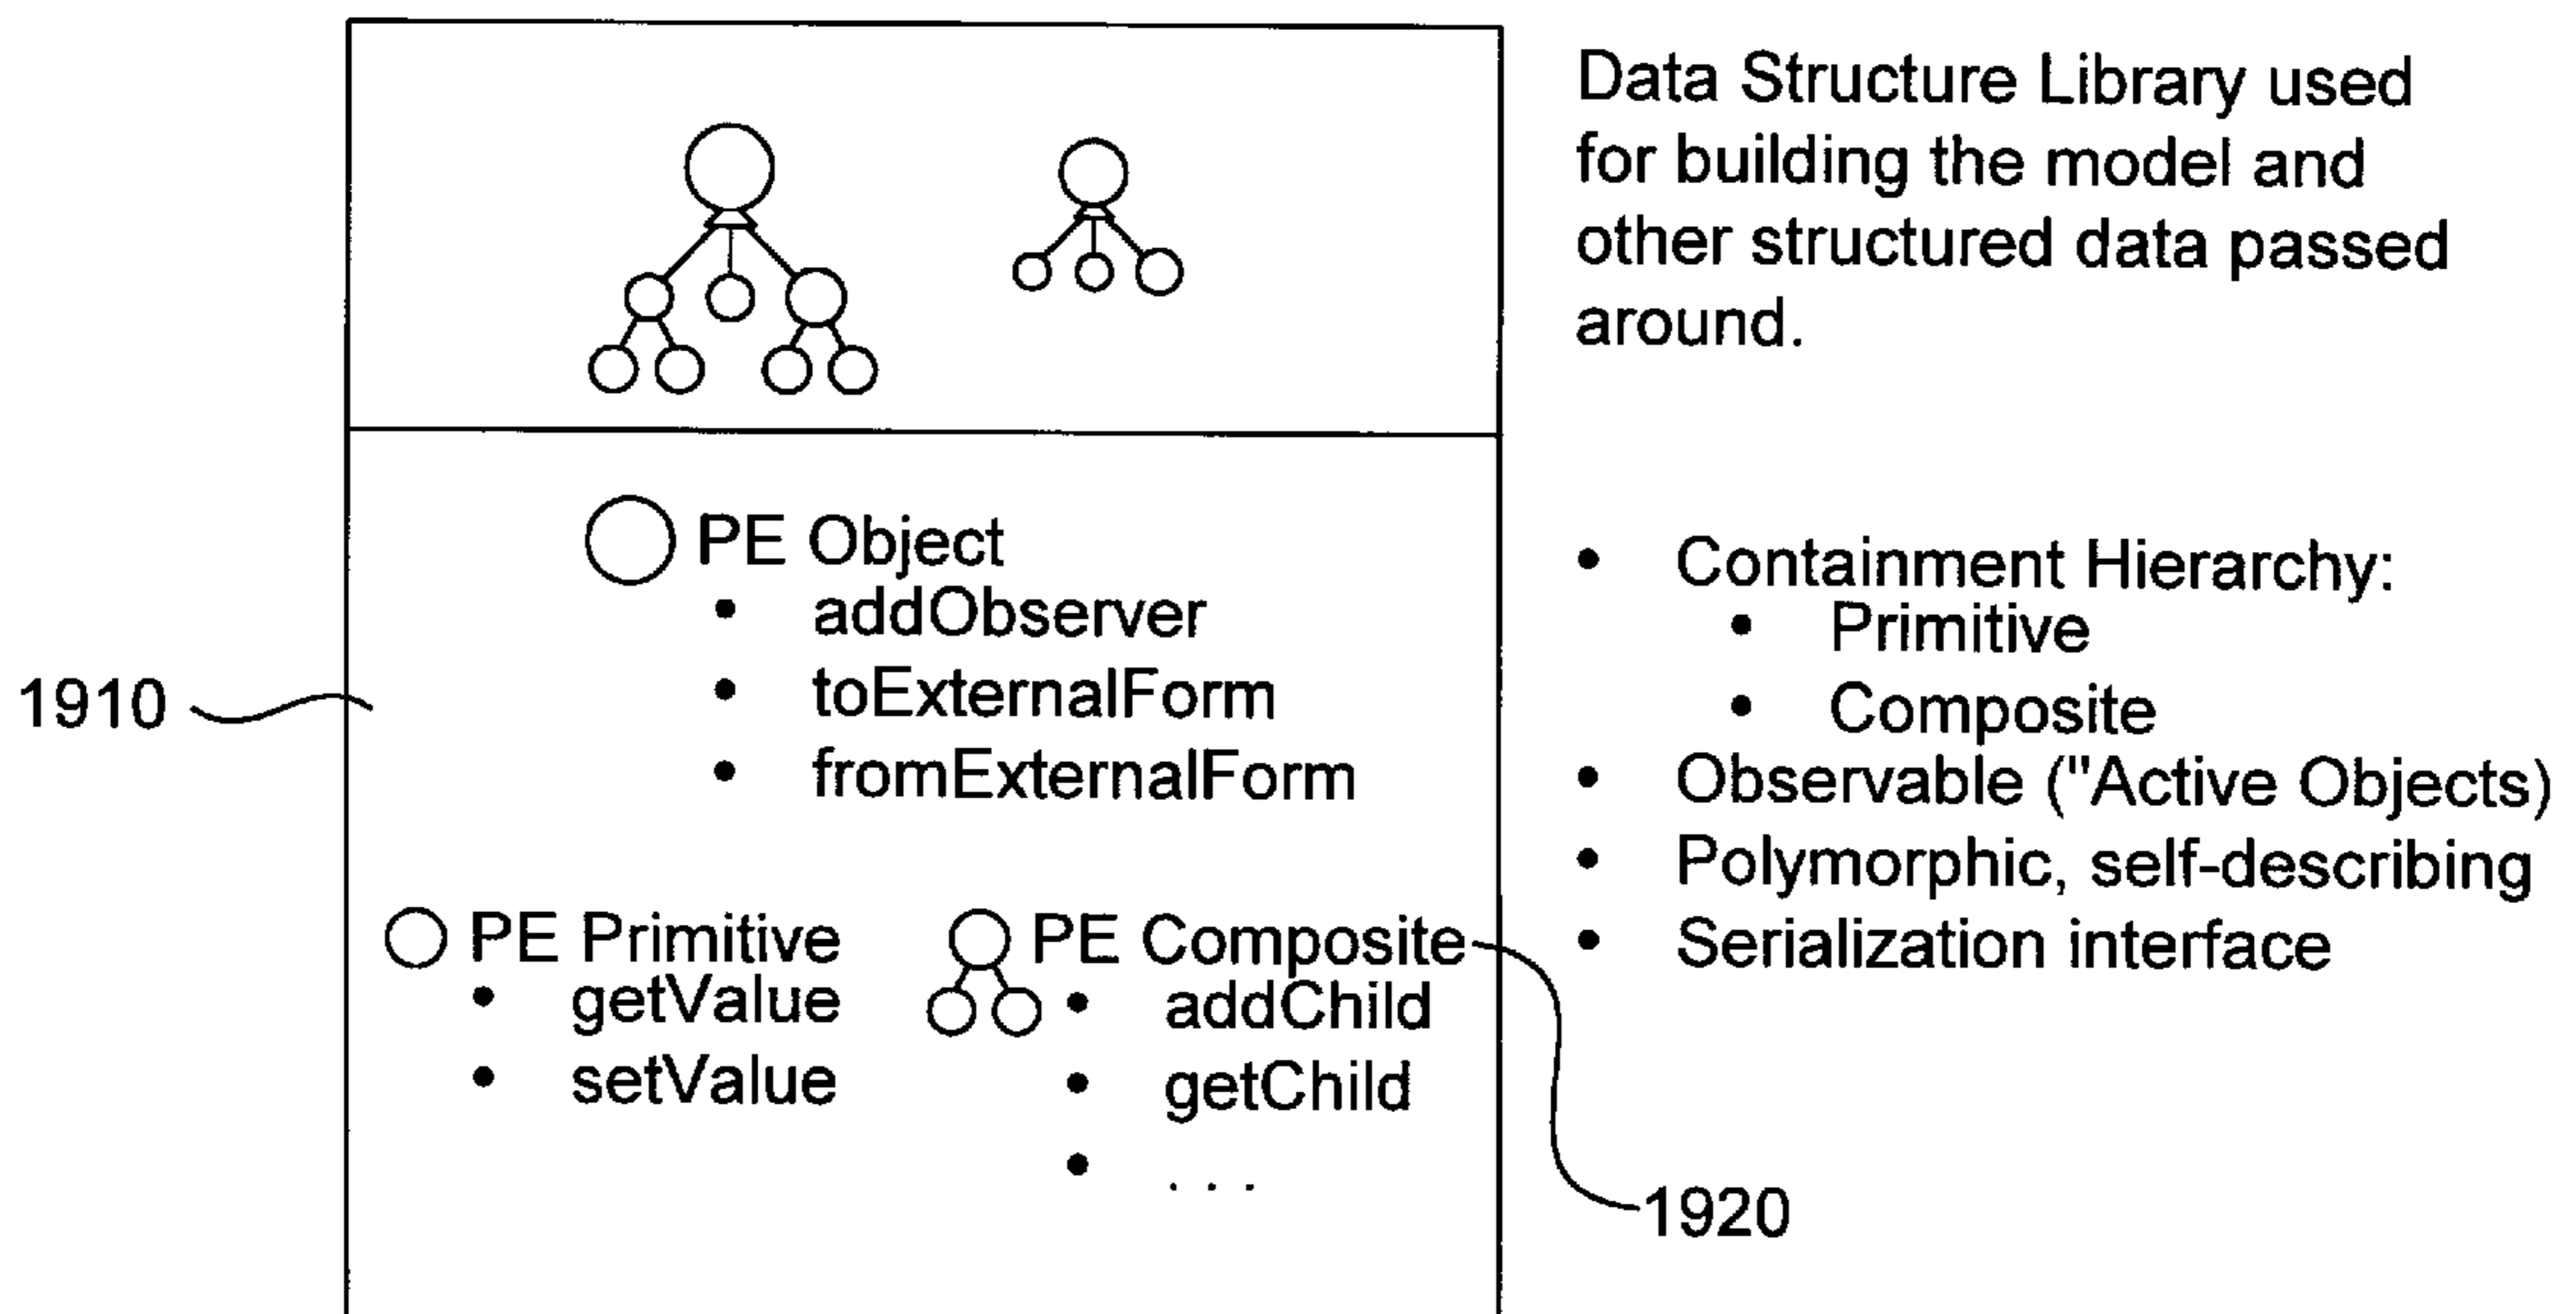 Data Structure Library used
for building the model and
other structured data passed
around.
PE Object
• addObserver
• toExternalForm
• fromExternalForm
1910
PE Primitive
• getValue
• setValue
PE Composite
• addChild
• getChild
• . . .
1920
• Containment Hierarchy:
• Primitive
• Composite
• Observable ("Active Objects)
• Polymorphic, self-describing
• Serialization interface